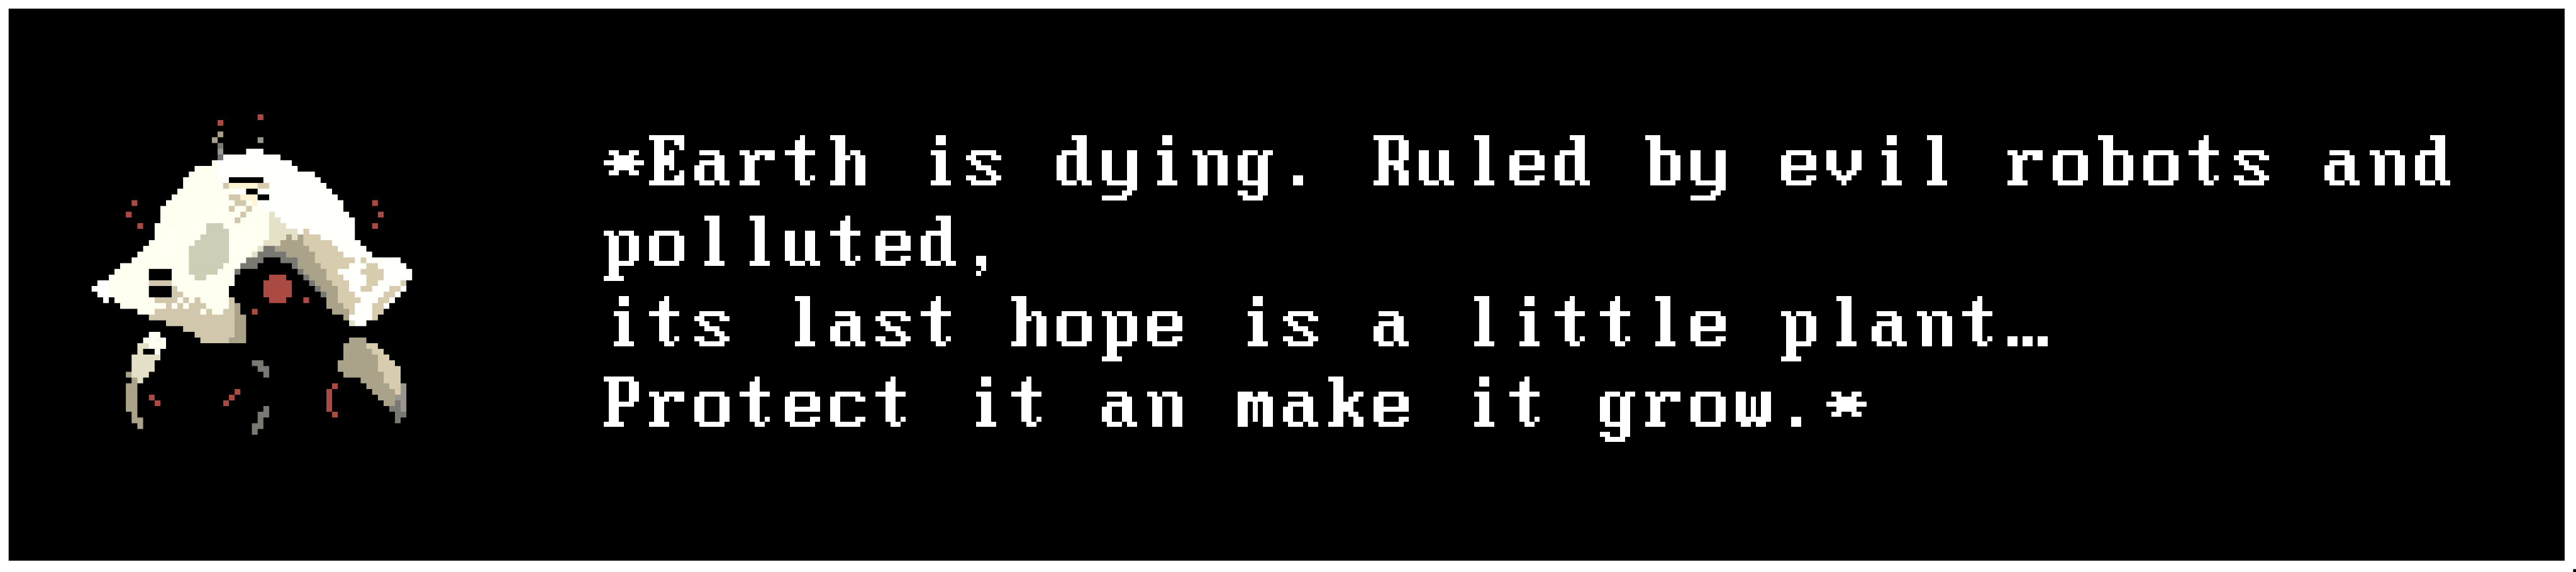 *Earth is dying. Ruled by evil robots and
polluted,
its last hope is a little plant…
Protect it an make it grow.*